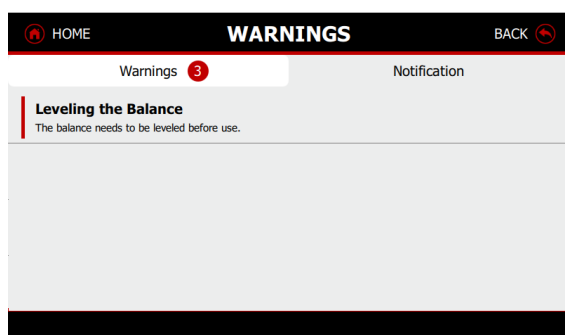 HOME
WARNINGS
BACK
Warnings 3
Notification
Leveling the Balance
The balance needs to be leveled before use.